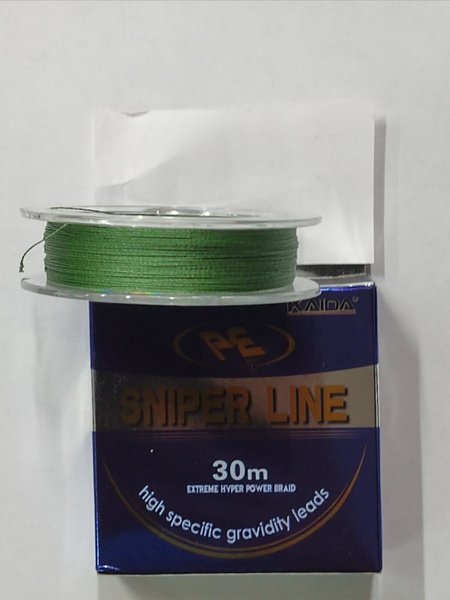 KAIDA®
PE
SNIPER LINE
30m
EXTREME HYPER POWER BRAID
high specific gravidity leads